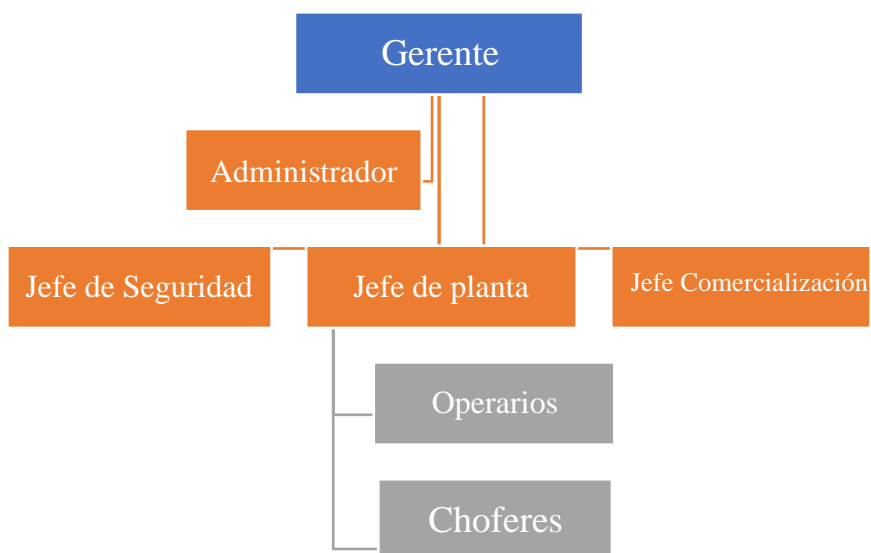 Gerente
Administrador
Jefe de Seguridad
Jefe de planta
Jefe Comercialización
Operarios
Choferes